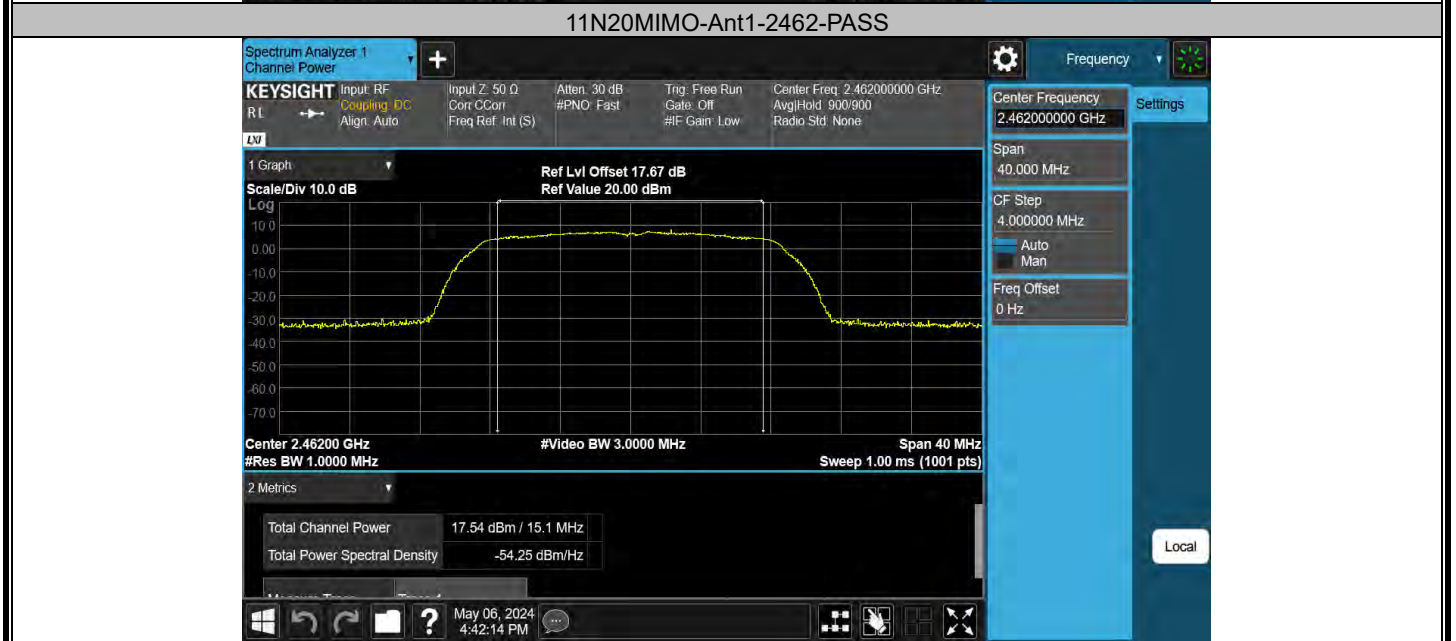 11N20MIMO-Ant1-2462-PASS
Spectrum Analyzer 1
Channel Power
+
Frequency
KEYSIGHT
RL
LXI
Input: RF
Coupling: DC
Align: Auto
Input Z: 50 Ω
Corr CCorr
Freq Ref: Int (S)
Atten: 30 dB
#PNO: Fast
Trig: Free Run
Gate: Off
#IF Gain: Low
Center Freq: 2.462000000 GHz
Avg|Hold: 900/900
Radio Std: None
Center Frequency
2.462000000 GHz
Settings
Span
40.000 MHz
CF Step
4.000000 MHz
Auto
Man
Freq Offset
0 Hz
1 Graph
Scale/Div 10.0 dB
Ref Lvl Offset 17.67 dB
Ref Value 20.00 dBm
Log
10.0
0.00
-10.0
-20.0
-30.0
-40.0
-50.0
-60.0
-70.0
Center 2.46200 GHz
#Video BW 3.0000 MHz
Span 40 MHz
#Res BW 1.0000 MHz
Sweep 1.00 ms (1001 pts)
2 Metrics
Total Channel Power 17.54 dBm / 15.1 MHz
Total Power Spectral Density -54.25 dBm/Hz
Local
?
May 06, 2024
4:42:14 PM